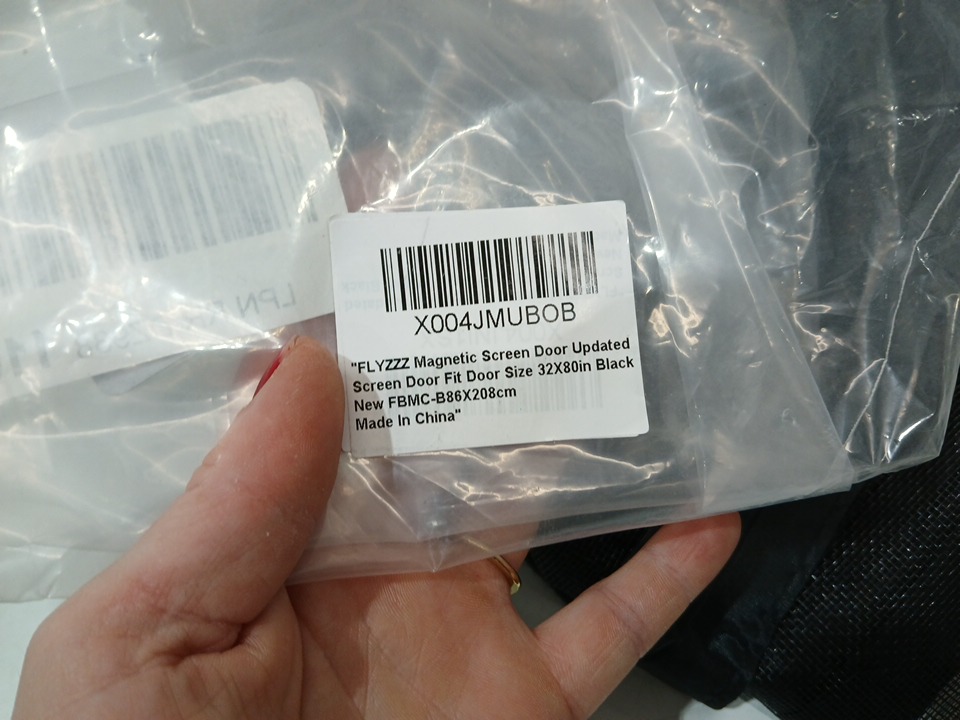 X004JMUBOB
"FLYZZZ Magnetic Screen Door Updated
Screen Door Fit Door Size 32X80in Black
New FBMC-B86X208cm
Made In China"
LPN